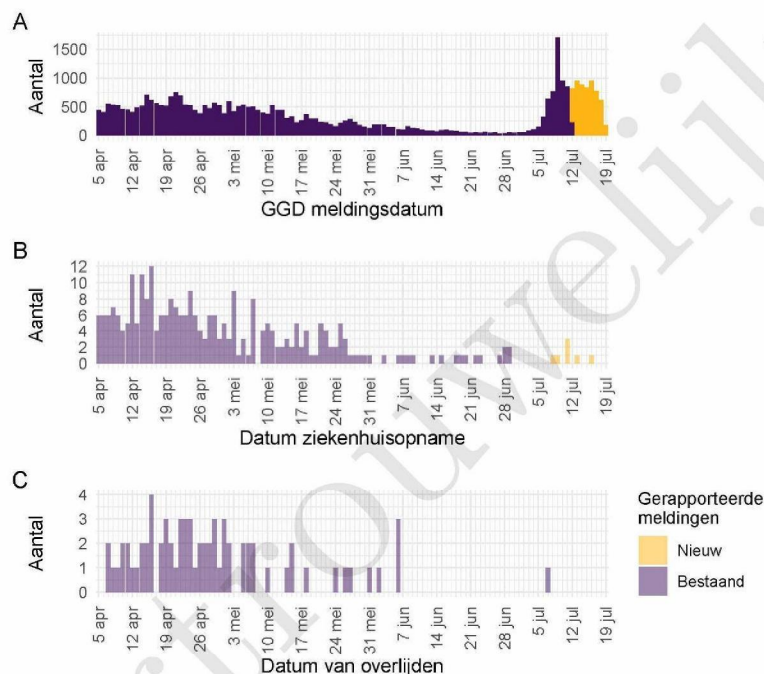 A
Aantal
1500
1000
500
0
5 apr
12 apr
19 apr
26 apr
3 mei
10 mei
17 mei
24 mei
31 mei
7 jun
14 jun
21 jun
28 jun
5 jul
12 jul
19 jul
GGD meldingsdatum
B
Aantal
12
10
8
6
4
2
0
5 apr
12 apr
19 apr
26 apr
3 mei
10 mei
17 mei
24 mei
31 mei
7 jun
14 jun
21 jun
28 jun
5 jul
12 jul
19 jul
Datum ziekenhuisopname
C
Aantal
4
3
2
1
0
5 apr
12 apr
19 apr
26 apr
3 mei
10 mei
17 mei
24 mei
31 mei
7 jun
14 jun
21 jun
28 jun
5 jul
12 jul
19 jul
Datum van overlijden
Gerapporteerde
meldingen
Nieuw
Bestaand